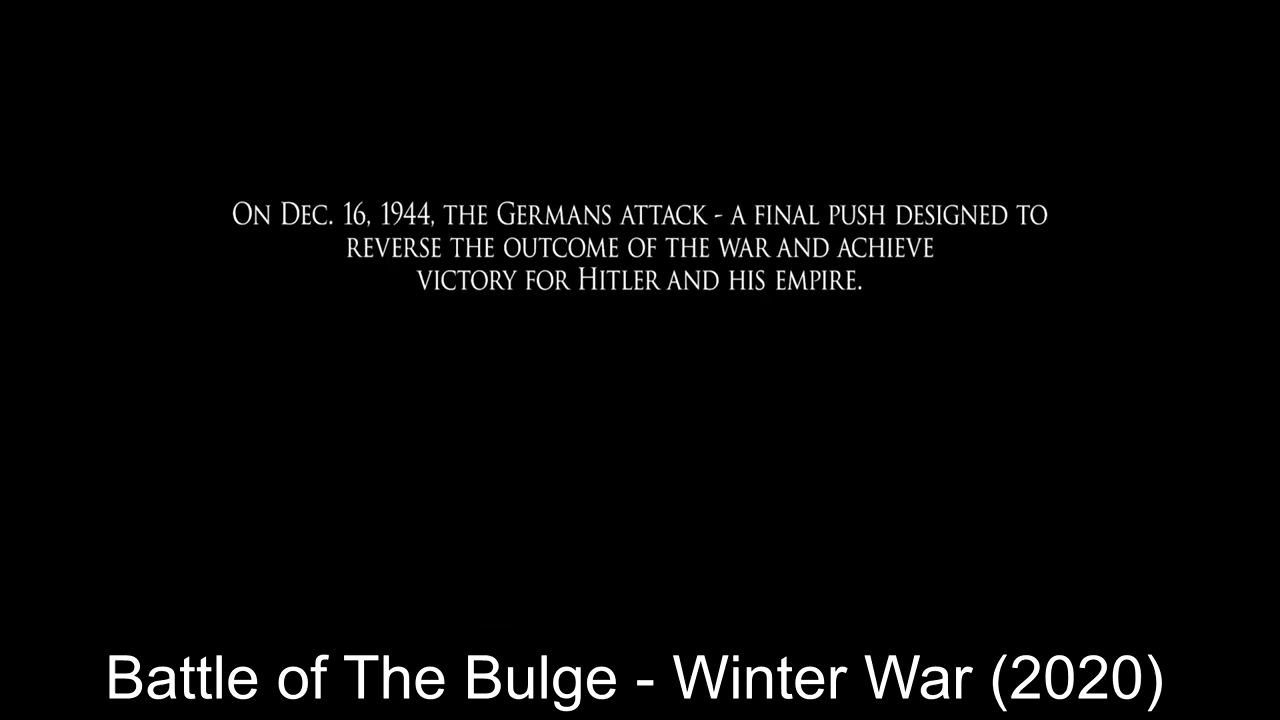 On Dec. 16, 1944, the Germans attack - a final push designed to
reverse the outcome of the war and achieve
victory for Hitler and his empire.
Battle of The Bulge - Winter War (2020)